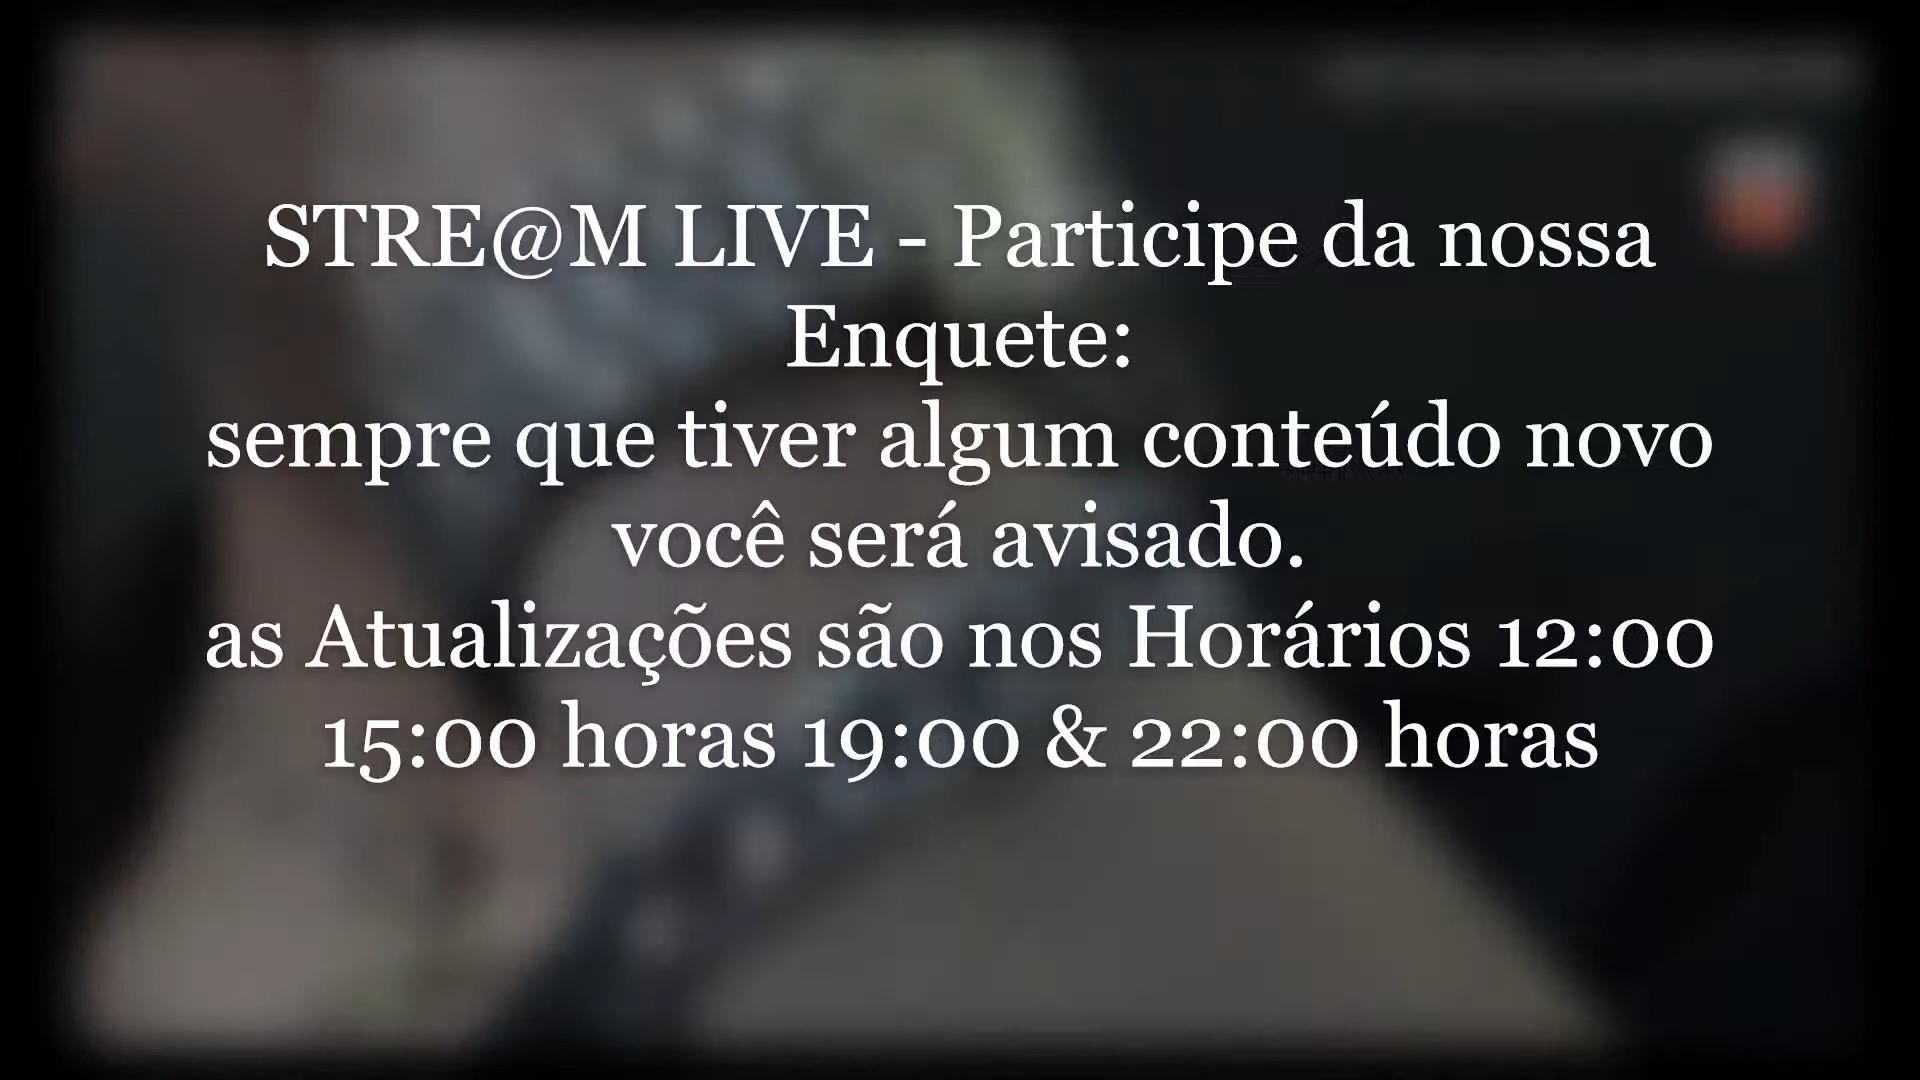 STRE@M LIVE - Participe da nossa
Enquete:
sempre que tiver algum conteúdo novo
você será avisado.
as Atualizações são nos Horários 12:00
15:00 horas 19:00 & 22:00 horas